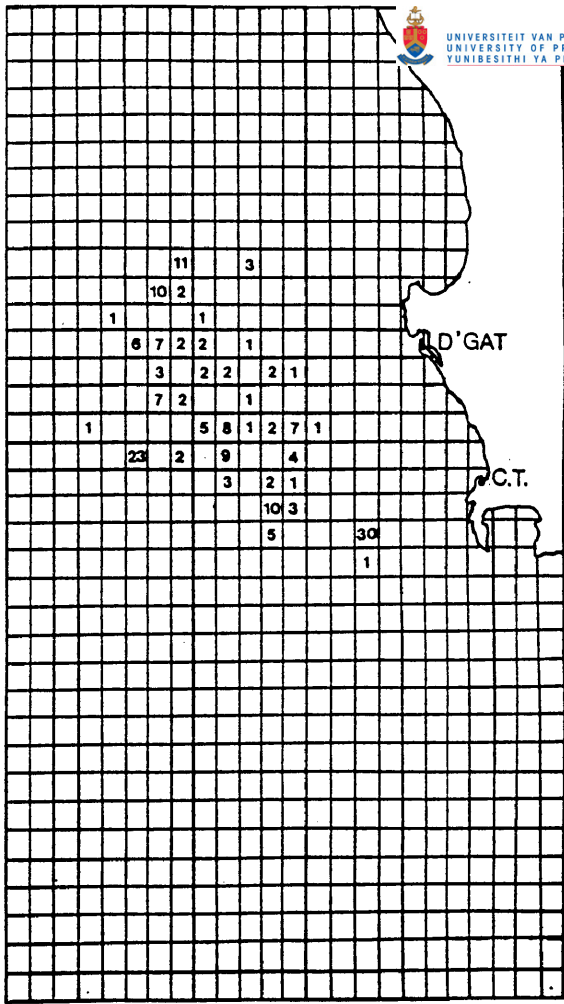 UNIVERSITEIT VAN P
UNIVERSITY OF PR
YUNIBESITHI YA P
11 3
10 2
1 1
6 7 2 2 1 D'GAT
3 2 2 2 1
7 2 1
1 5 8 1 2 7 1
23 2 9 4
3 2 1 C.T.
10 3
5 30
1